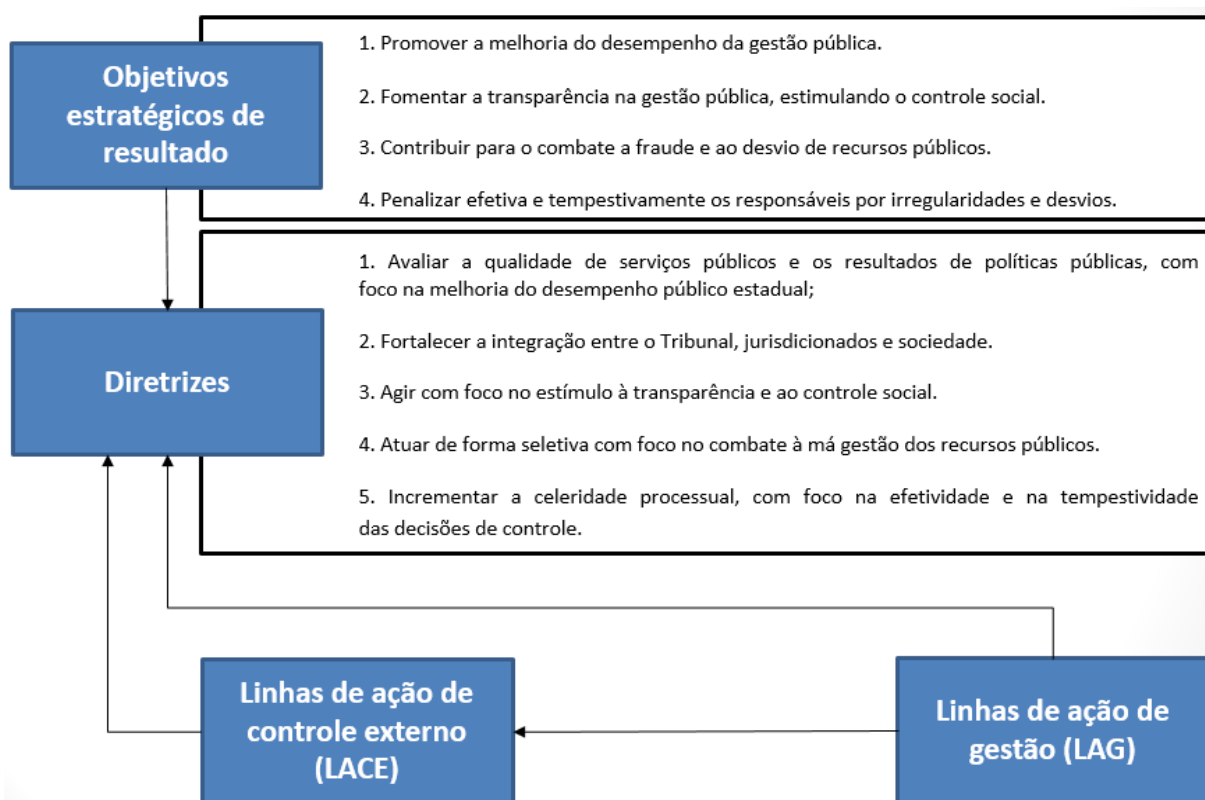 Objetivos
estratégicos de
resultado
1. Promover a melhoria do desempenho da gestão pública.
2. Fomentar a transparência na gestão pública, estimulando o controle social.
3. Contribuir para o combate a fraude e ao desvio de recursos públicos.
4. Penalizar efetiva e tempestivamente os responsáveis por irregularidades e desvios.
Diretrizes
1. Avaliar a qualidade de serviços públicos e os resultados de políticas públicas, com
foco na melhoria do desempenho público estadual;
2. Fortalecer a integração entre o Tribunal, jurisdicionados e sociedade.
3. Agir com foco no estímulo à transparência e ao controle social.
4. Atuar de forma seletiva com foco no combate à má gestão dos recursos públicos.
5. Incrementar a celeridade processual, com foco na efetividade e na tempestividade
das decisões de controle.
Linhas de ação de
controle externo
(LACE)
Linhas de ação de
gestão (LAG)